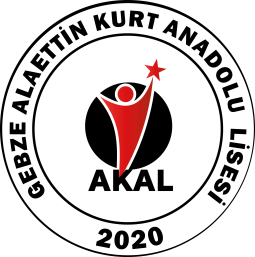 GEBZE ALAETTİN KURT ANADOLU LİSESİ
AKAL
2020